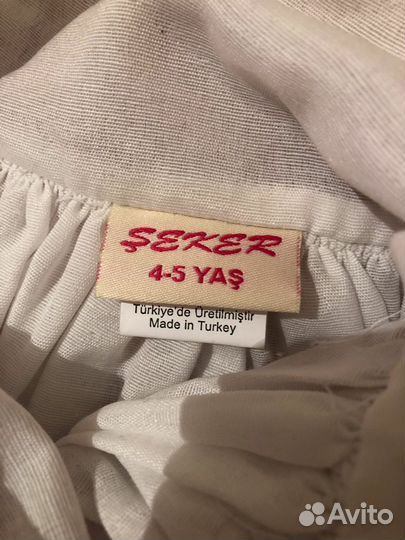 ŞEKER
4-5 YAŞ
Türkiye'de Üretilmiştir
Made in Turkey
Avito